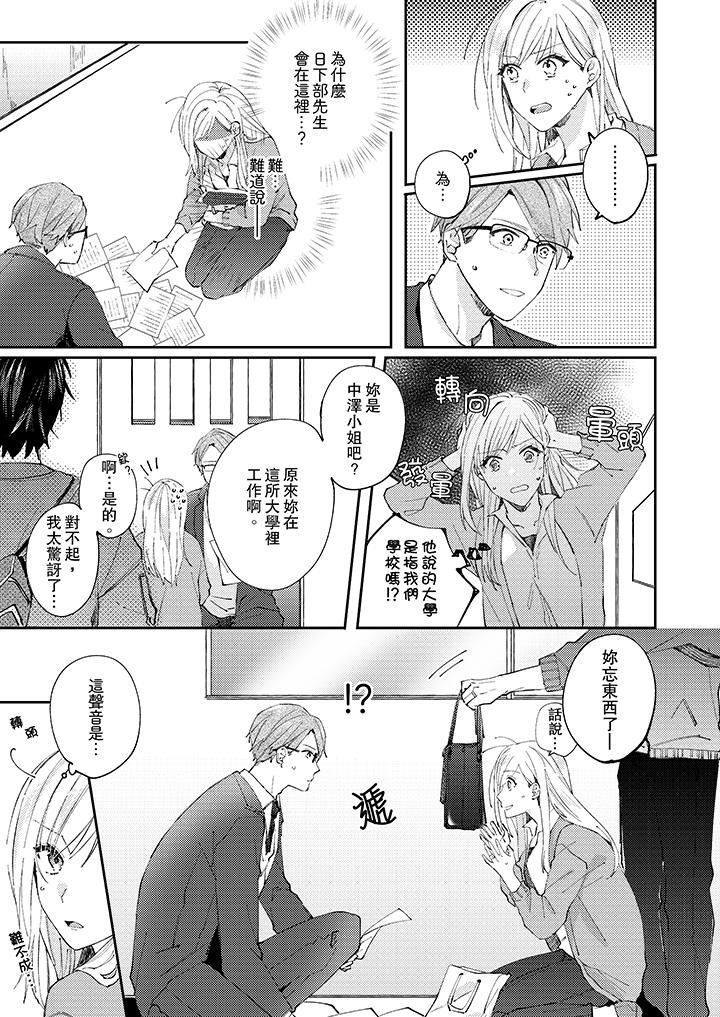 …………
為…
為什麼
日下部先生
會在這裡…?
難…
難道說——
轉向
暈頭
發暈
他說的大學
是指我們
學校嗎!?
妳是
中澤小姐吧?
原來妳在
這所大學裡
工作啊。
啊…是的。
對不起，
我太驚訝了…
妳忘東西了—
話說…
!?
遞
這聲音是…
轉頭
難不成…